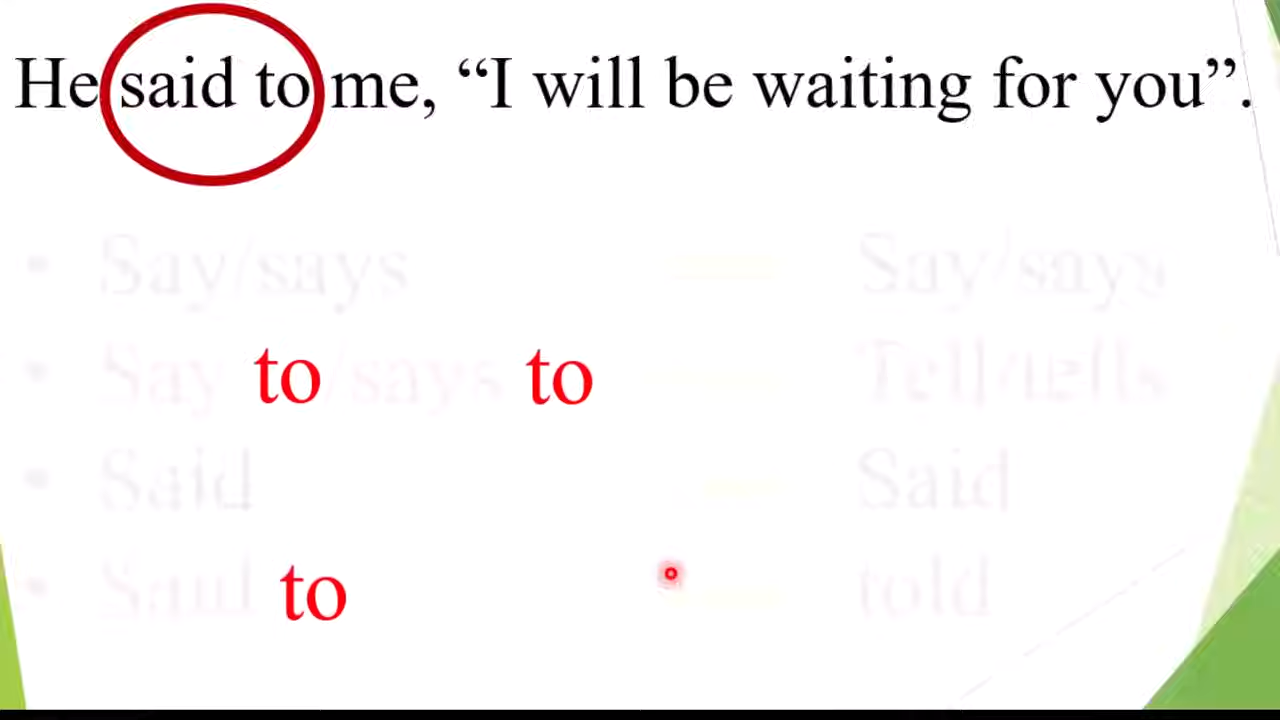 He said to me, “I will be waiting for you”.
• Say/says Say/says
• Say to/says to Tell/tells
• Said Said
• Said to told